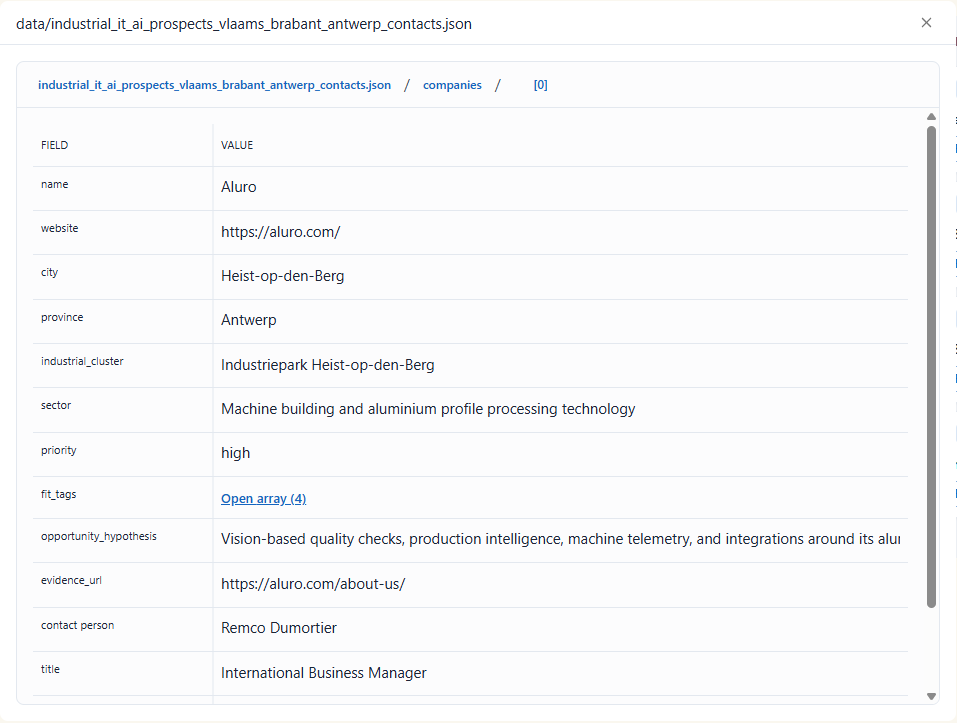 data/industrial_it_ai_prospects_vlaams_brabant_antwerp_contacts.json
industrial_it_ai_prospects_vlaams_brabant_antwerp_contacts.json / companies / [0]
FIELD VALUE
name Aluro
website https://aluro.com/
city Heist-op-den-Berg
province Antwerp
industrial_cluster Industriepark Heist-op-den-Berg
sector Machine building and aluminium profile processing technology
priority high
fit_tags Open array (4)
opportunity_hypothesis Vision-based quality checks, production intelligence, machine telemetry, and integrations around its
evidence_url https://aluro.com/about-us/
contact person Remco Dumortier
title International Business Manager